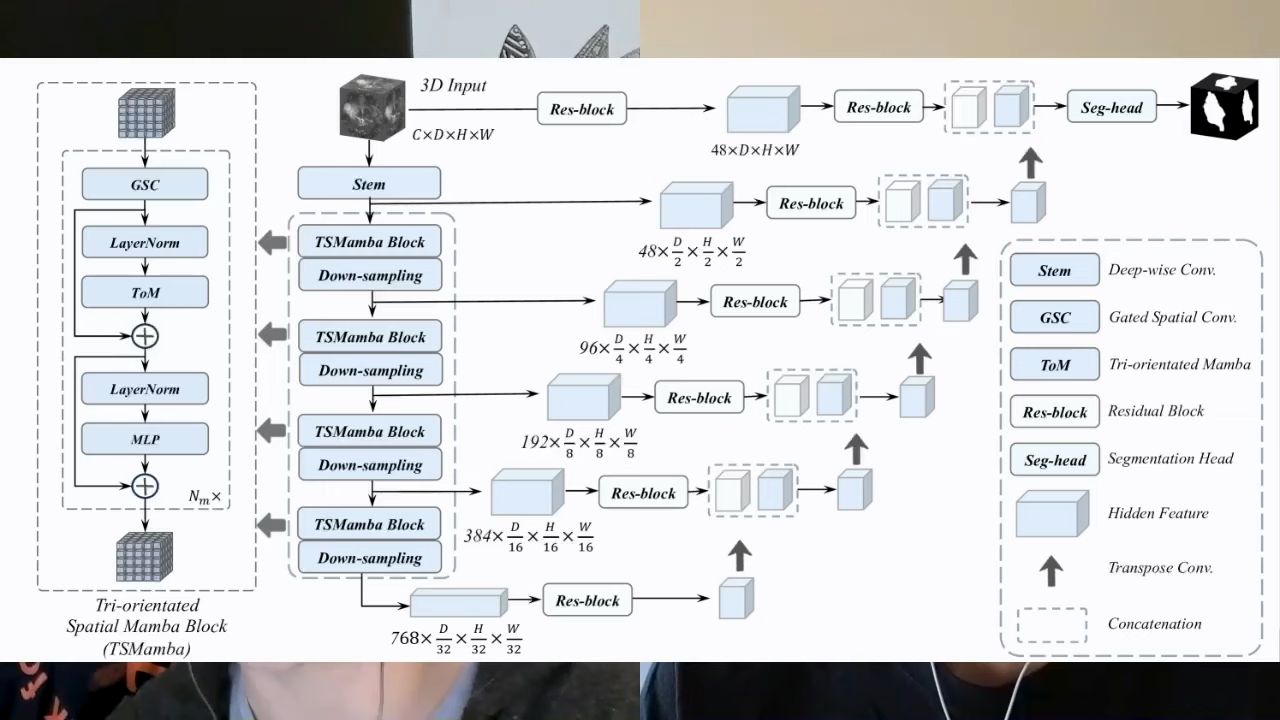 3D Input
C×D×H×W
Res-block
48×D×H×W
Res-block
Seg-head
GSC
LayerNorm
ToM
LayerNorm
MLP
Nm×
Tri-orientated
Spatial Mamba Block
(TSMamba)
Stem
TSMamba Block
Down-sampling
TSMamba Block
Down-sampling
TSMamba Block
Down-sampling
TSMamba Block
Down-sampling
Res-block
48×D/2×H/2×W/2
Res-block
96×D/4×H/4×W/4
Res-block
192×D/8×H/8×W/8
Res-block
384×D/16×H/16×W/16
Res-block
768×D/32×H/32×W/32
Stem Deep-wise Conv.
GSC Gated Spatial Conv.
ToM Tri-orientated Mamba
Res-block Residual Block
Seg-head Segmentation Head
Hidden Feature
Transpose Conv.
Concatenation